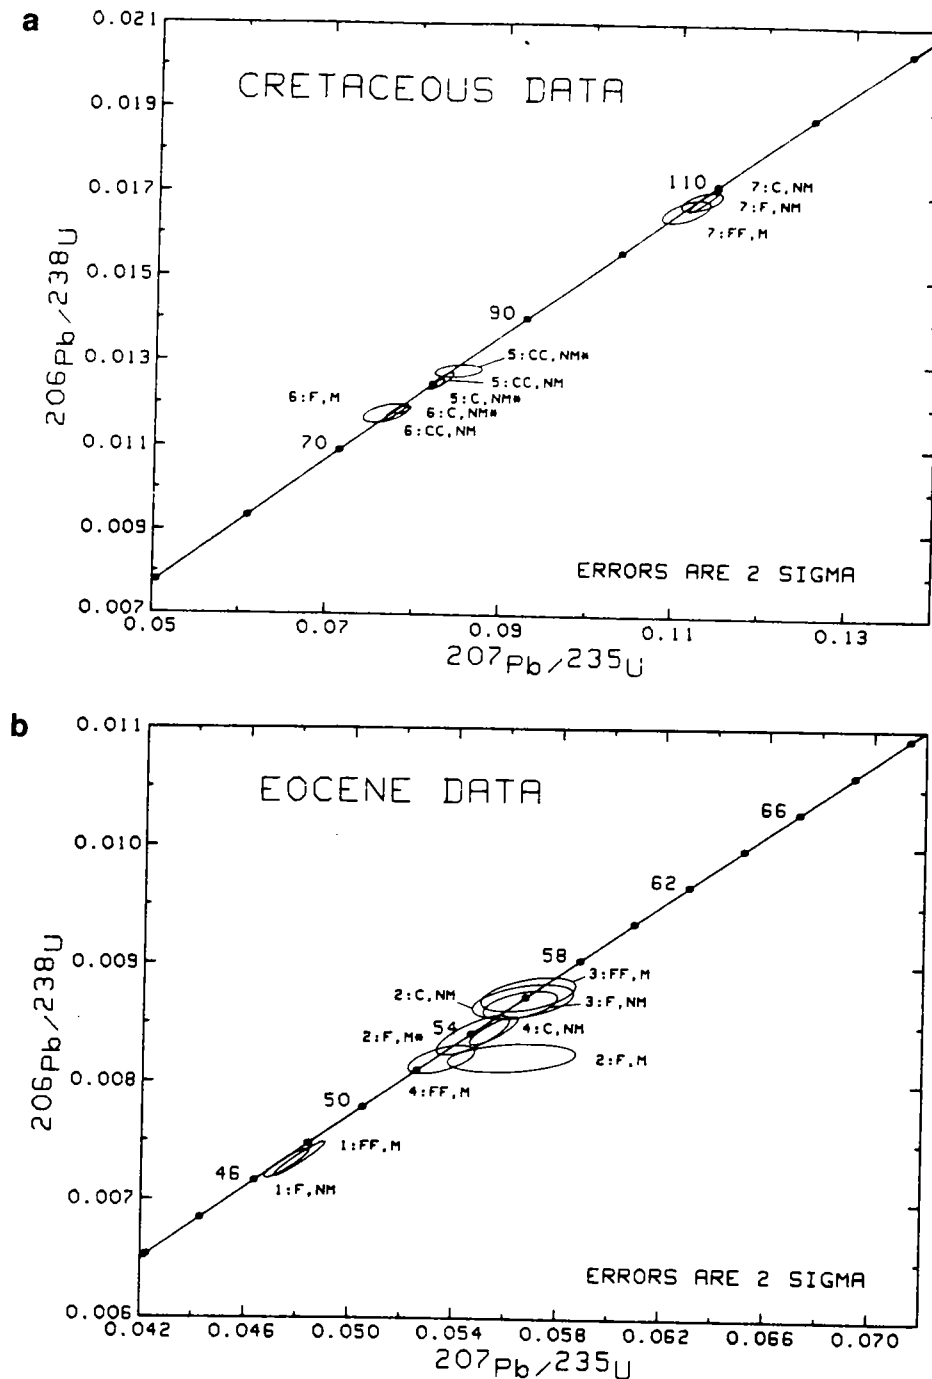 a
0.021
CRETACEOUS DATA
0.019
0.017
110
7:C,NM
7:F,NM
7:FF,M
0.015
206Pb/238U
90
0.013
5:CC,NM*
5:CC,NM
5:C,NM*
6:F,M
6:C,NM*
6:CC,NM
0.011
70
0.009
ERRORS ARE 2 SIGMA
0.007
0.05 0.07 0.09 0.11 0.13
207Pb/235U
b
0.011
EOCENE DATA
66
0.010
62
206Pb/238U
0.009
58
3:FF,M
2:C,NM
3:F,NM
54
4:C,NM
2:F,M*
2:F,M
0.008
4:FF,M
50
1:FF,M
46
1:F,NM
0.007
ERRORS ARE 2 SIGMA
0.006
0.042 0.046 0.050 0.054 0.058 0.062 0.066 0.070
207Pb/235U